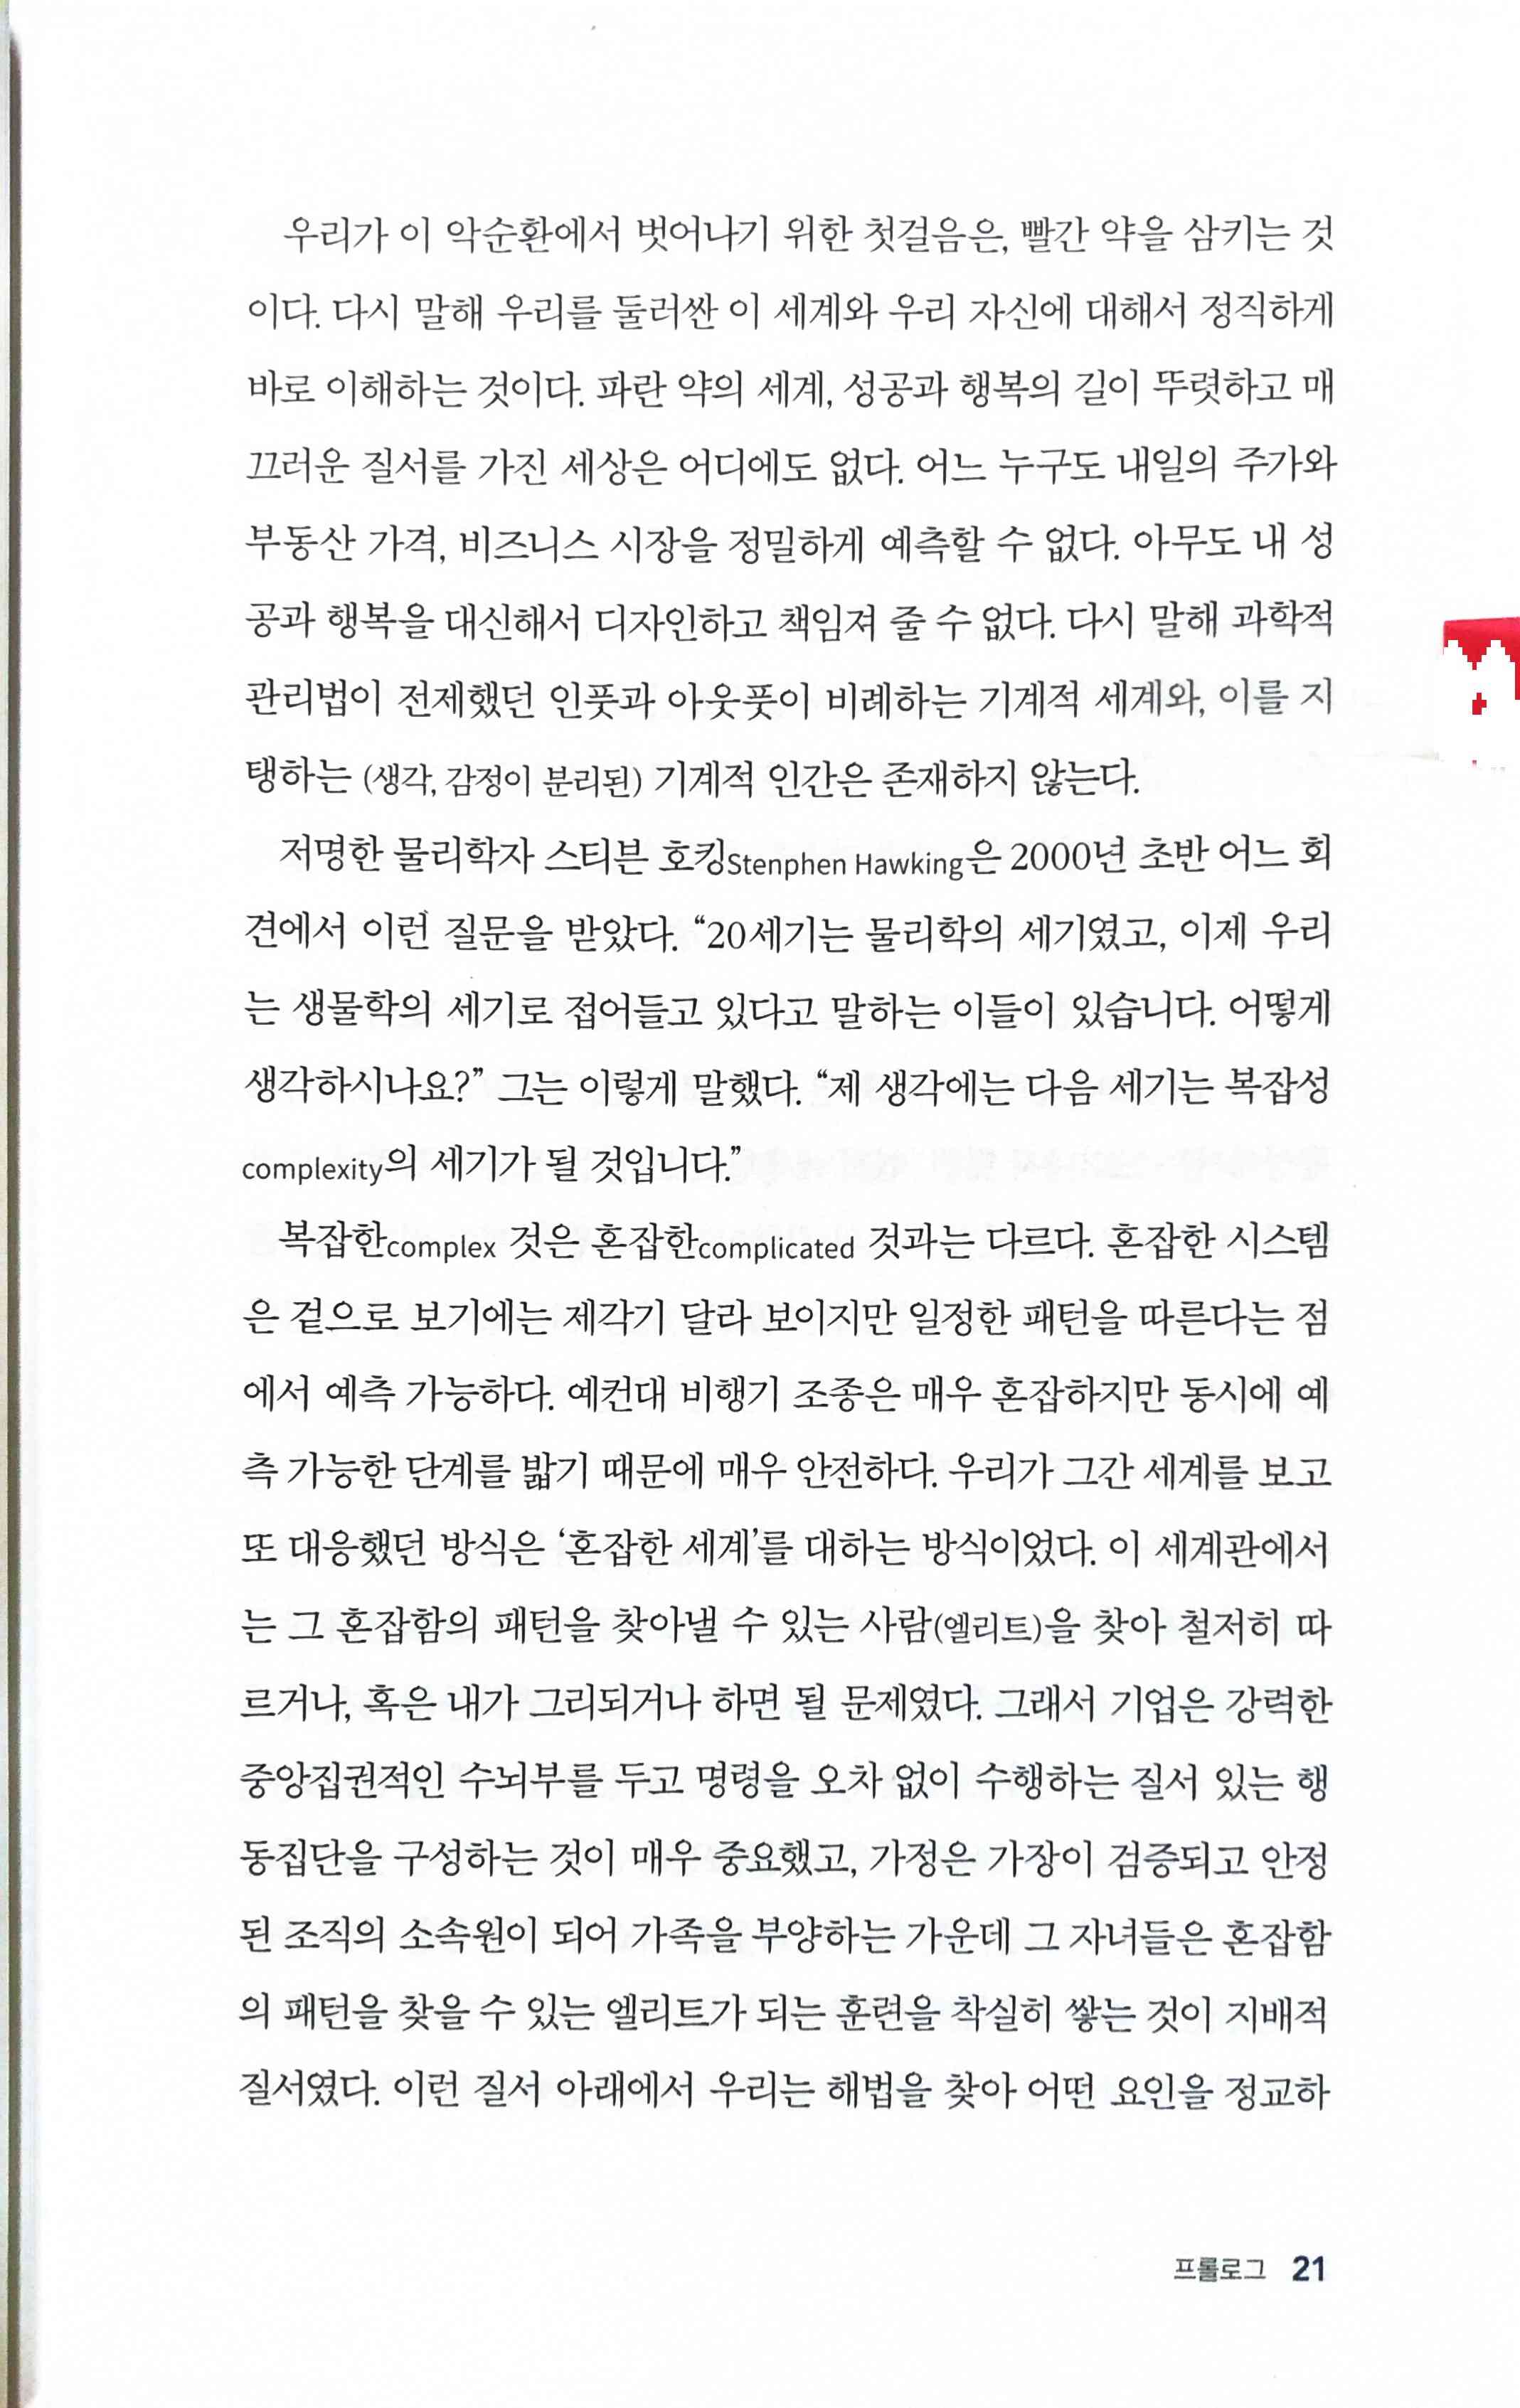 우리가 이 악순환에서 벗어나기 위한 첫걸음은, 빨간 약을 삼키는 것
이다. 다시 말해 우리를 둘러싼 이 세계와 우리 자신에 대해서 정직하게
바로 이해하는 것이다. 파란 약의 세계, 성공과 행복의 길이 뚜렷하고 매
끄러운 질서를 가진 세상은 어디에도 없다. 어느 누구도 내일의 주가와
부동산 가격, 비즈니스 시장을 정밀하게 예측할 수 없다. 아무도 내 성
공과 행복을 대신해서 디자인하고 책임져 줄 수 없다. 다시 말해 과학적
관리법이 전제했던 인풋과 아웃풋이 비례하는 기계적 세계와, 이를 지
탱하는 (생각, 감정이 분리된) 기계적 인간은 존재하지 않는다.
저명한 물리학자 스티븐 호킹Stenphen Hawking은 2000년 초반 어느 회
견에서 이런 질문을 받았다. “20세기는 물리학의 세기였고, 이제 우리
는 생물학의 세기로 접어들고 있다고 말하는 이들이 있습니다. 어떻게
생각하시나요?” 그는 이렇게 말했다. “제 생각에는 다음 세기는 복잡성
complexity의 세기가 될 것입니다.”
복잡한complex 것은 혼잡한complicated 것과는 다르다. 혼잡한 시스템
은 겉으로 보기에는 제각기 달라 보이지만 일정한 패턴을 따른다는 점
에서 예측 가능하다. 예컨대 비행기 조종은 매우 혼잡하지만 동시에 예
측 가능한 단계를 밟기 때문에 매우 안전하다. 우리가 그간 세계를 보고
또 대응했던 방식은 ‘혼잡한 세계’를 대하는 방식이었다. 이 세계관에서
는 그 혼잡함의 패턴을 찾아낼 수 있는 사람(엘리트)을 찾아 철저히 따
르거나, 혹은 내가 그리되거나 하면 될 문제였다. 그래서 기업은 강력한
중앙집권적인 수뇌부를 두고 명령을 오차 없이 수행하는 질서 있는 행
동집단을 구성하는 것이 매우 중요했고, 가정은 가장이 검증되고 안정
된 조직의 소속원이 되어 가족을 부양하는 가운데 그 자녀들은 혼잡함
의 패턴을 찾을 수 있는 엘리트가 되는 훈련을 착실히 쌓는 것이 지배적
질서였다. 이런 질서 아래에서 우리는 해법을 찾아 어떤 요인을 정교하
프롤로그 21